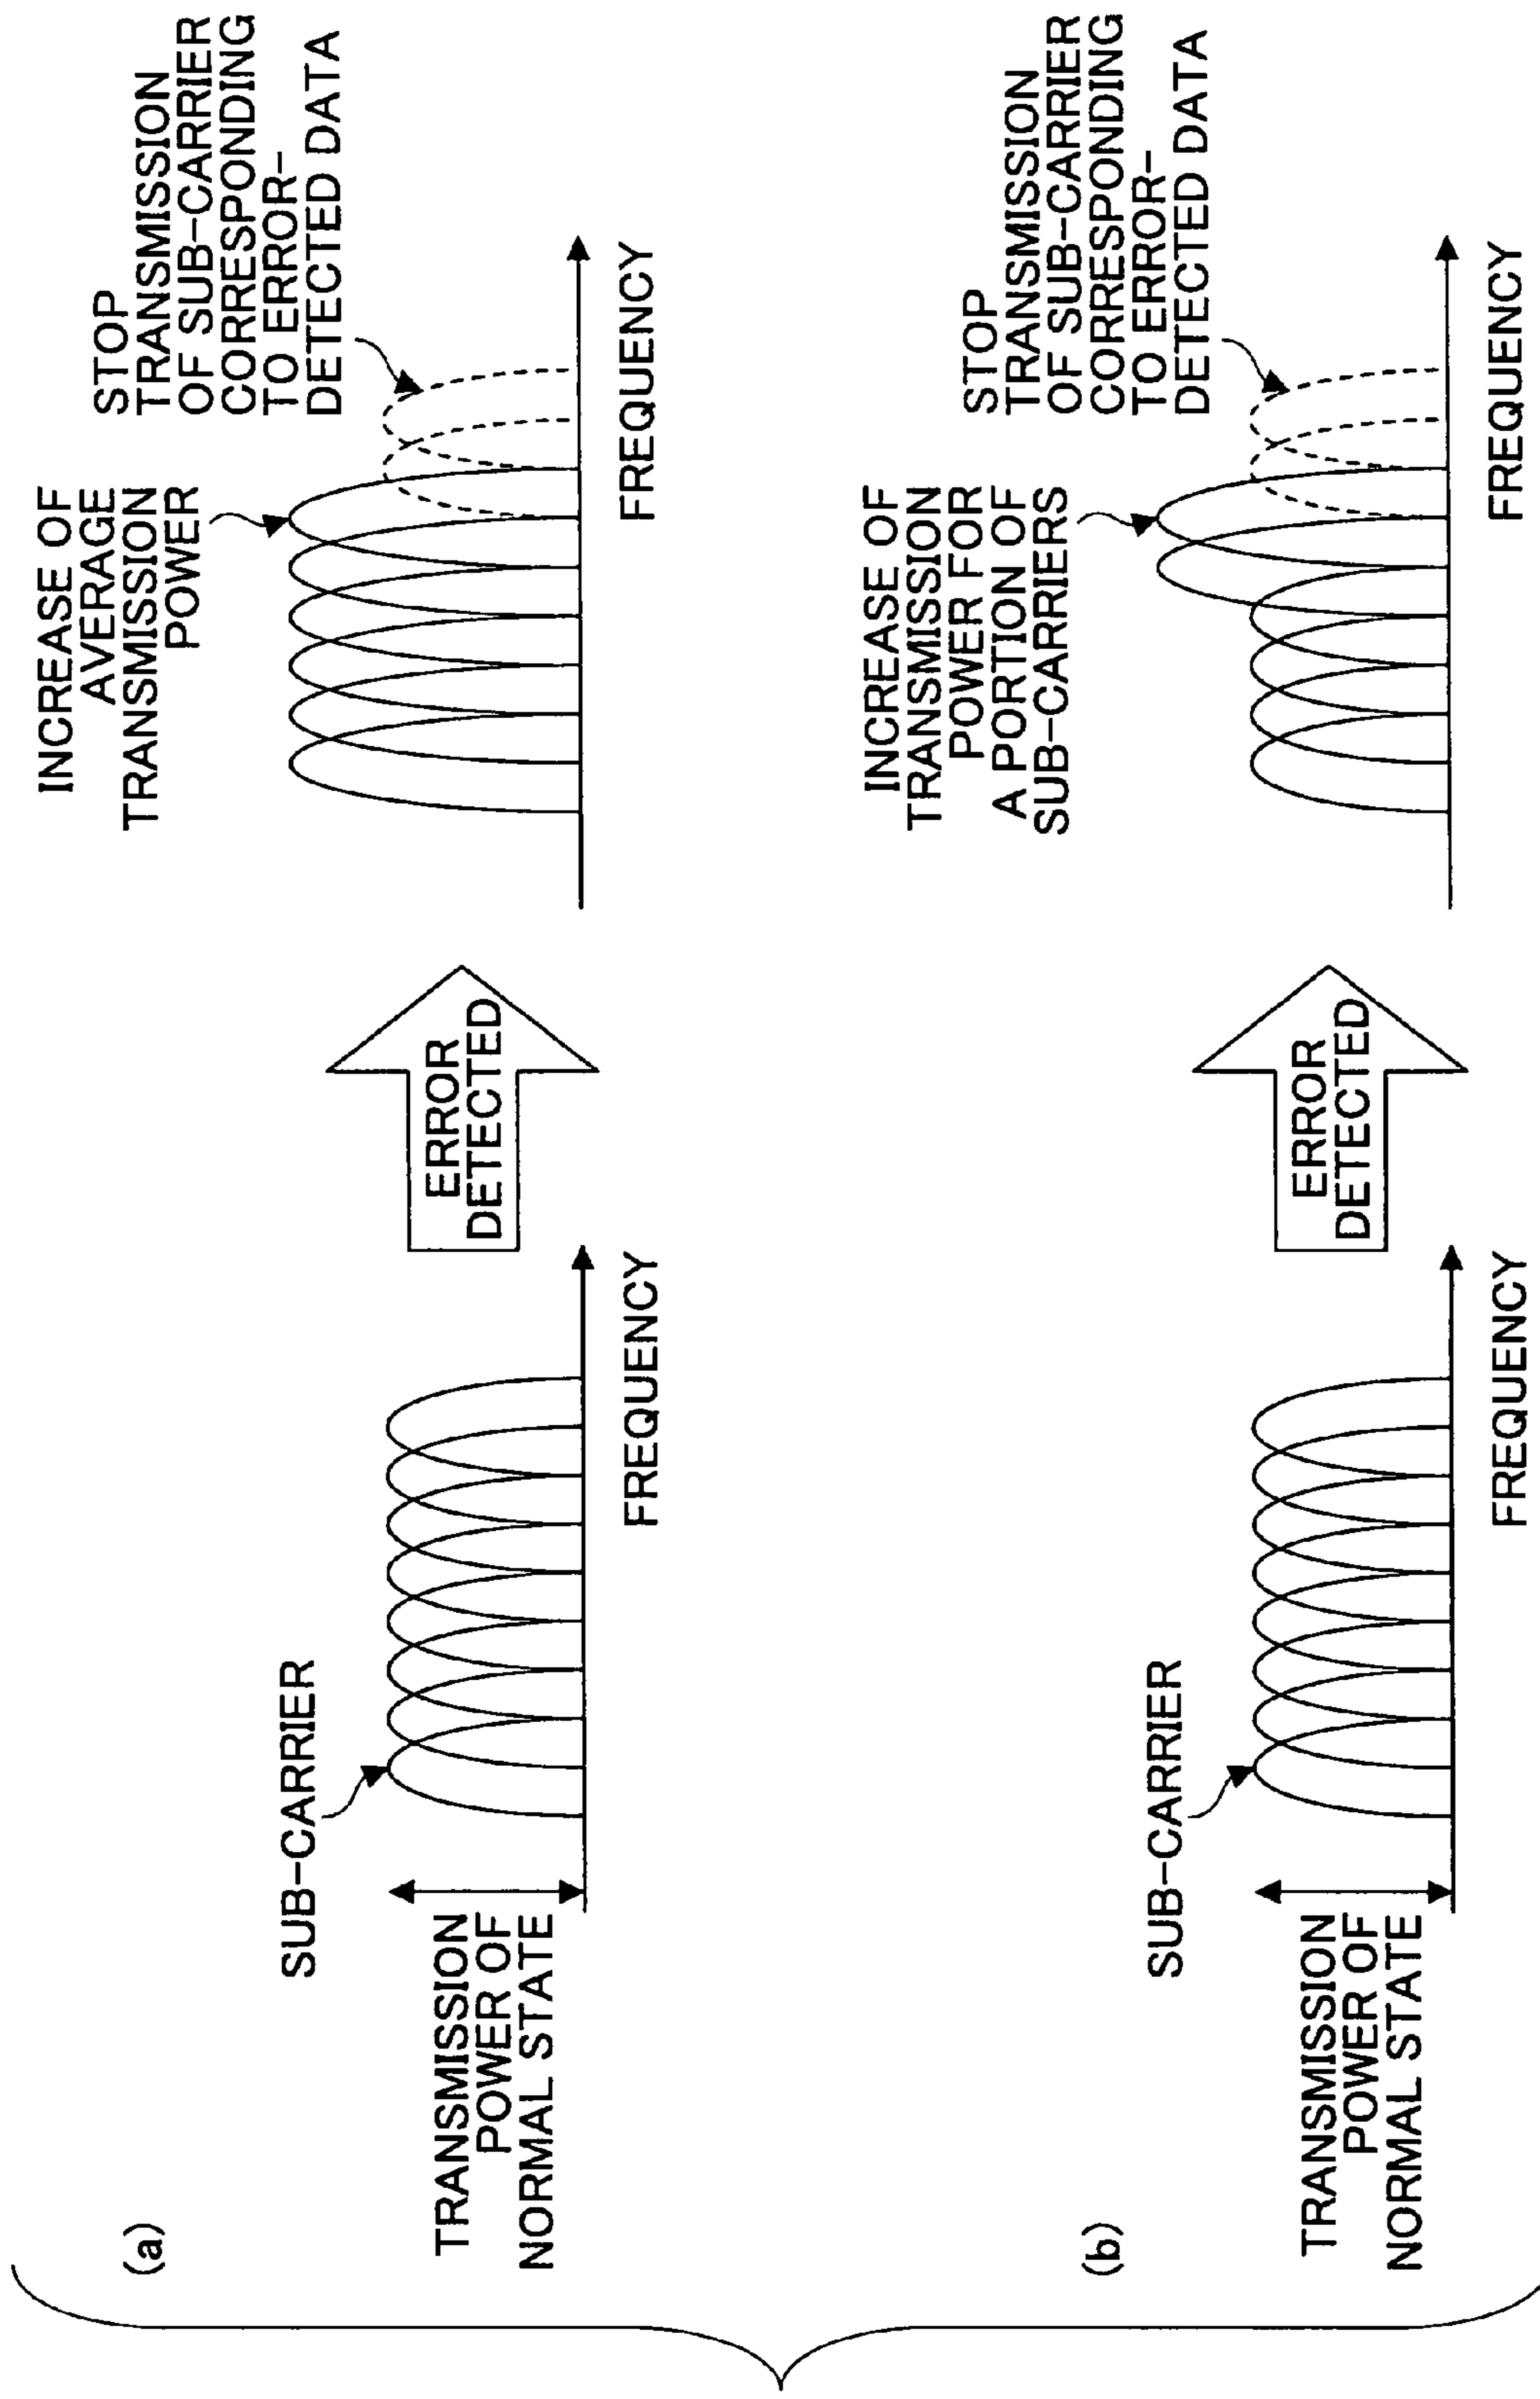 (a)
TRANSMISSION
POWER OF
NORMAL STATE
SUB-CARRIER
FREQUENCY
ERROR
DETECTED
INCREASE OF
AVERAGE
TRANSMISSION
POWER
STOP
TRANSMISSION
OF SUB-CARRIER
CORRESPONDING
TO ERROR-
DETECTED DATA
FREQUENCY
(b)
TRANSMISSION
POWER OF
NORMAL STATE
SUB-CARRIER
FREQUENCY
ERROR
DETECTED
INCREASE OF
TRANSMISSION
POWER FOR
A PORTION OF
SUB-CARRIERS
STOP
TRANSMISSION
OF SUB-CARRIER
CORRESPONDING
TO ERROR-
DETECTED DATA
FREQUENCY